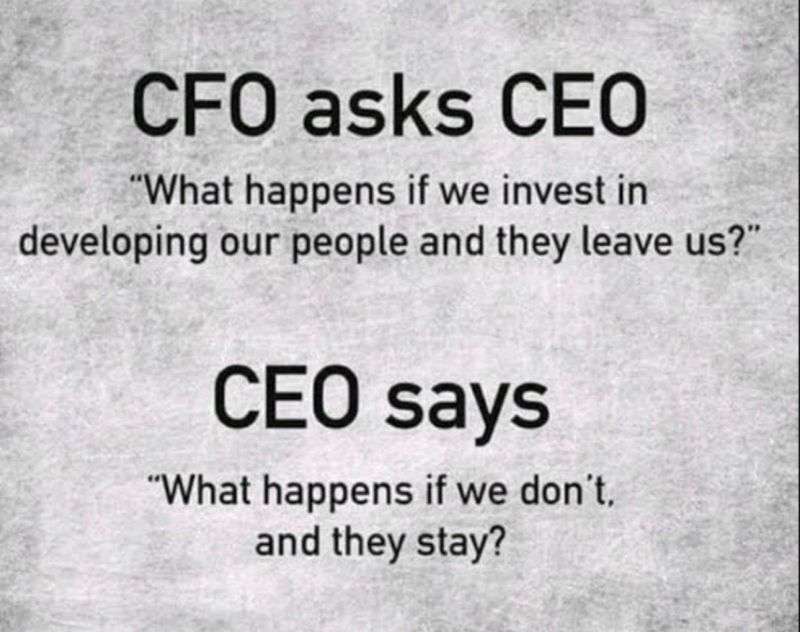 CFO asks CEO
“What happens if we invest in
developing our people and they leave us?”
CEO says
“What happens if we don't,
and they stay?